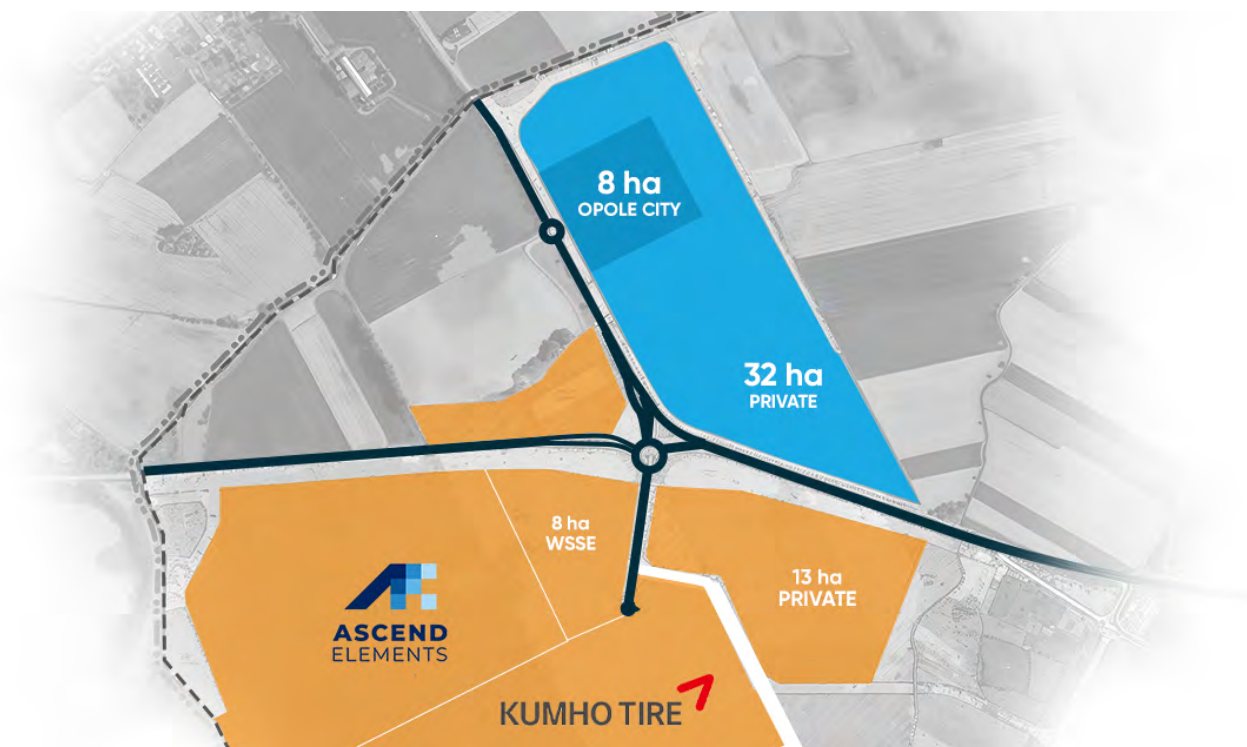 8 ha
OPOLE CITY
32 ha
PRIVATE
8 ha
WSSE
13 ha
PRIVATE
ASCEND
ELEMENTS
KUMHO TIRE